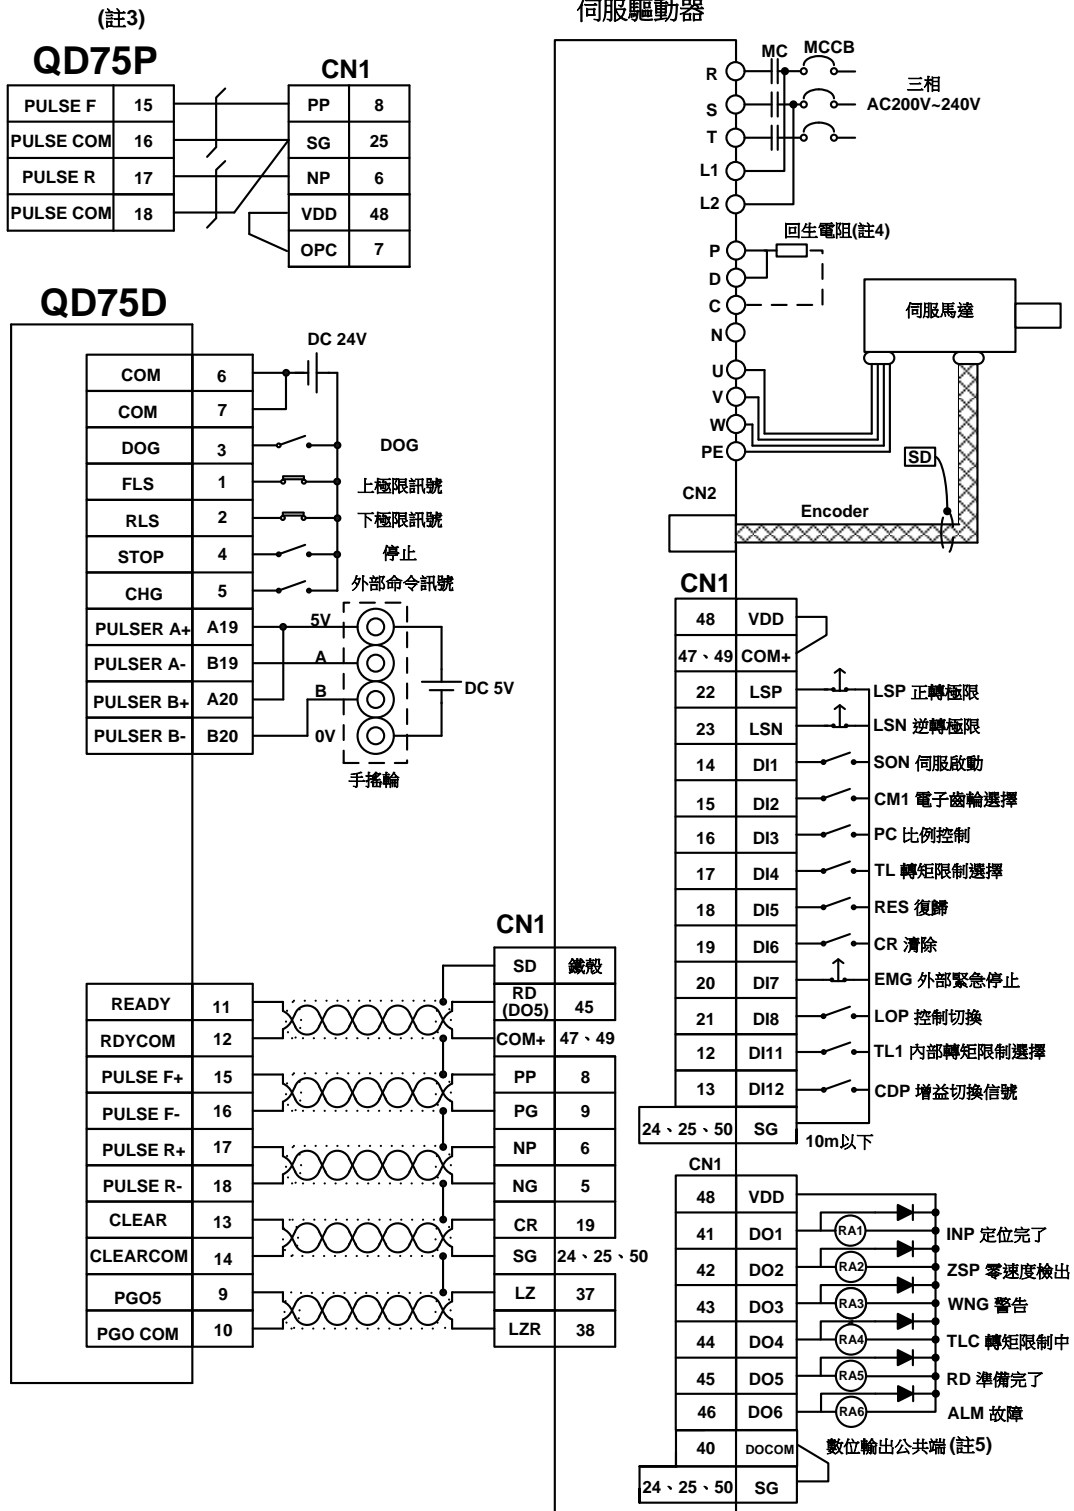 (註3)
QD75P
CN1
PULSE F 15 PP 8
PULSE COM 16 SG 25
PULSE R 17 NP 6
PULSE COM 18 VDD 48
OPC 7
QD75D
DC 24V
COM 6
COM 7
DOG 3 DOG
FLS 1 上極限訊號
RLS 2 下極限訊號
STOP 4 停止
CHG 5 外部命令訊號
PULSER A+ A19 5V
PULSER A- B19 A
PULSER B+ A20 B
PULSER B- B20 0V
DC 5V
手搖輪
CN1
SD 鐵殼
READY 11 RD (DO5) 45
RDYCOM 12 COM+ 47、49
PULSE F+ 15 PP 8
PULSE F- 16 PG 9
PULSE R+ 17 NP 6
PULSE R- 18 NG 5
CLEAR 13 CR 19
CLEARCOM 14 SG 24、25、50
PGO5 9 LZ 37
PGO COM 10 LZR 38
伺服驅動器
MC MCCB
R
S
T
三相
AC200V~240V
L1
L2
回生電阻(註4)
P
D
C
N
伺服馬達
U
V
W
PE
SD
CN2
Encoder
CN1
48 VDD
47、49 COM+
22 LSP LSP 正轉極限
23 LSN LSN 逆轉極限
14 DI1 SON 伺服啟動
15 DI2 CM1 電子齒輪選擇
16 DI3 PC 比例控制
17 DI4 TL 轉矩限制選擇
18 DI5 RES 復歸
19 DI6 CR 清除
20 DI7 EMG 外部緊急停止
21 DI8 LOP 控制切換
12 DI11 TL1 內部轉矩限制選擇
13 DI12 CDP 增益切換信號
24、25、50 SG 10m以下
CN1
48 VDD
41 DO1 RA1 INP 定位完了
42 DO2 RA2 ZSP 零速度檢出
43 DO3 RA3 WNG 警告
44 DO4 RA4 TLC 轉矩限制中
45 DO5 RA5 RD 準備完了
46 DO6 RA6 ALM 故障
40 DOCOM 數位輸出公共端 (註5)
24、25、50 SG